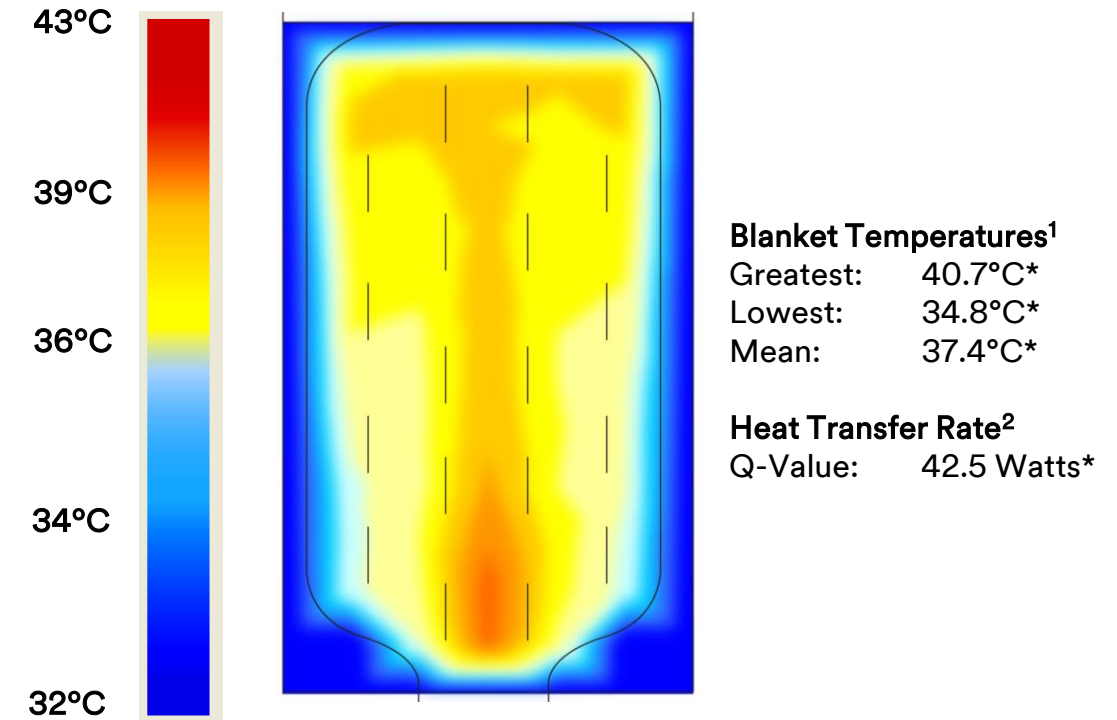 43°C
39°C
36°C
34°C
32°C
Blanket Temperatures¹
Greatest: 40.7°C*
Lowest: 34.8°C*
Mean: 37.4°C*
Heat Transfer Rate²
Q-Value: 42.5 Watts*